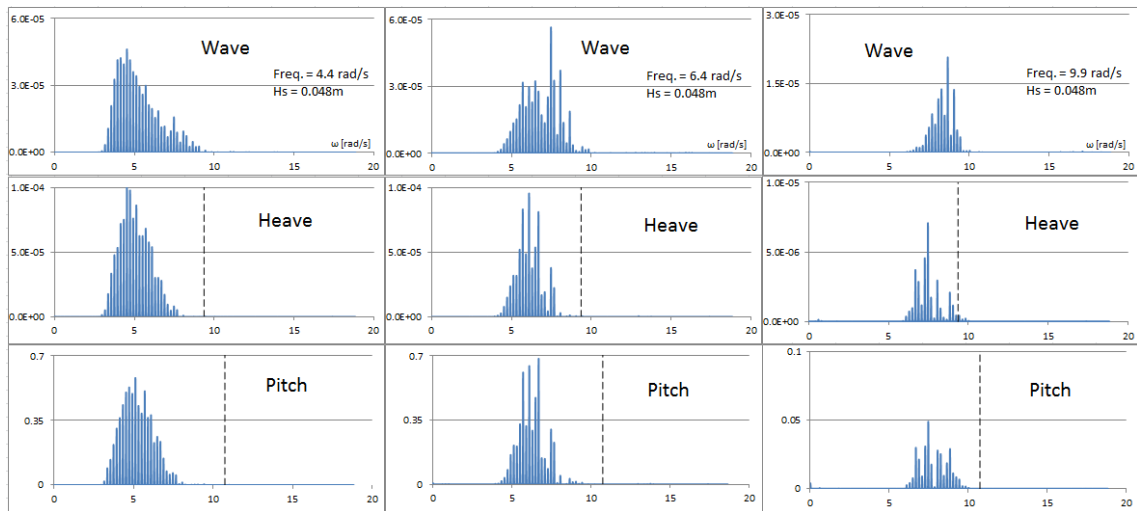 6.0E-05
3.0E-05
0.0E+00
Wave
Freq. = 4.4 rad/s
Hs = 0.048m
ω [rad/s]
0 5 10 15 20
6.0E-05
3.0E-05
0.0E+00
Wave
Freq. = 6.4 rad/s
Hs = 0.048m
ω [rad/s]
0 5 10 15 20
3.0E-05
1.5E-05
0.0E+00
Wave
Freq. = 9.9 rad/s
Hs = 0.048m
ω [rad/s]
0 5 10 15 20
1.0E-04
5.0E-05
0.0E+00
Heave
0 5 10 15 20
1.0E-04
5.0E-05
0.0E+00
Heave
0 5 10 15 20
1.0E-05
5.0E-06
0.0E+00
Heave
0 5 10 15 20
0.7
0.35
0
Pitch
0 5 10 15 20
0.7
0.35
0
Pitch
0 5 10 15 20
0.1
0.05
0
Pitch
0 5 10 15 20